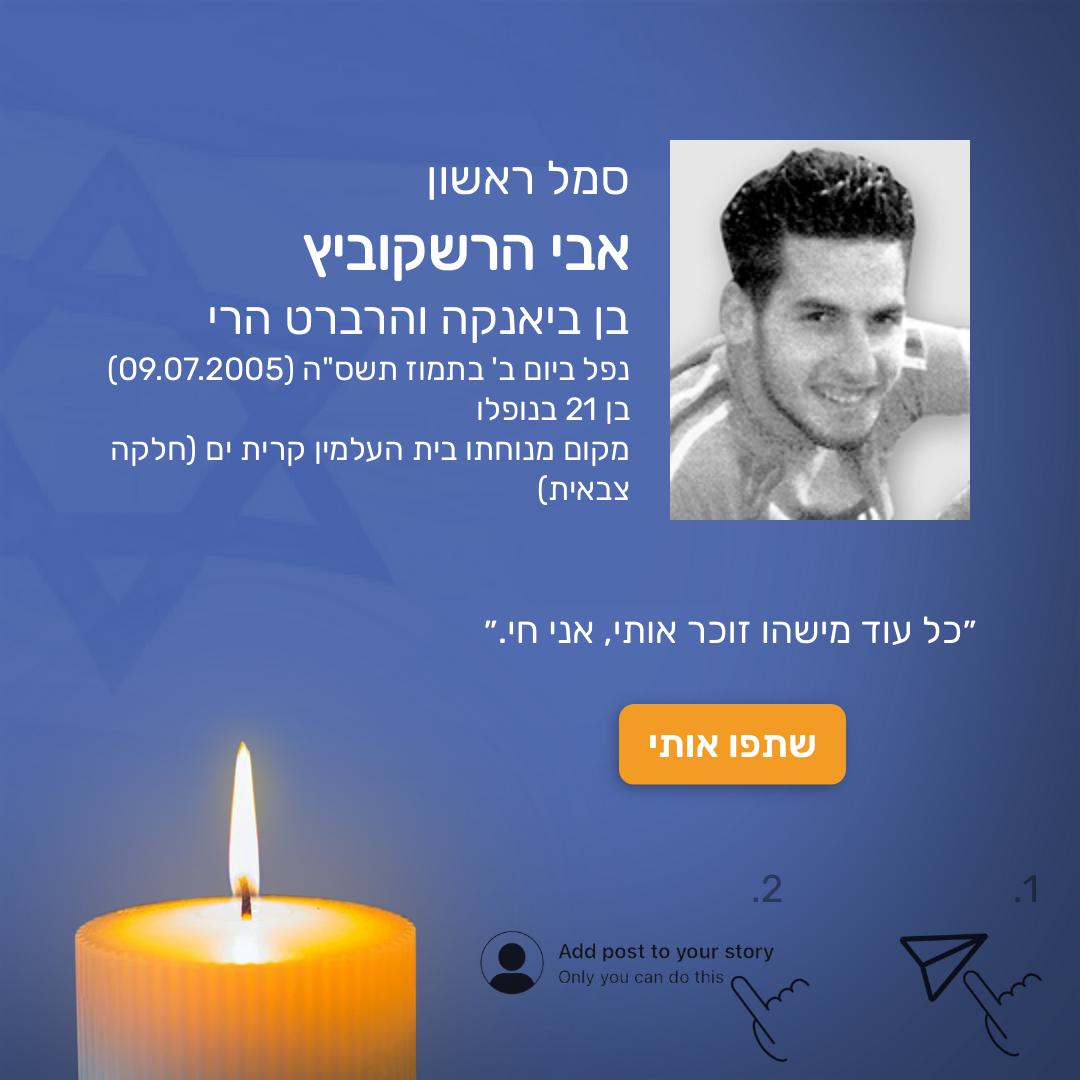 סמל ראשון
אבי הרשקוביץ
בן ביאנקה והרברט הרי
נפל ביום ב' בתמוז תשס"ה (09.07.2005)
בן 21 בנופלו
מקום מנוחתו בית העלמין קרית ים (חלקה
צבאית)
"כל עוד מישהו זוכר אותי, אני חי."
שתפו אותי
1.
2.
Add post to your story
Only you can do this